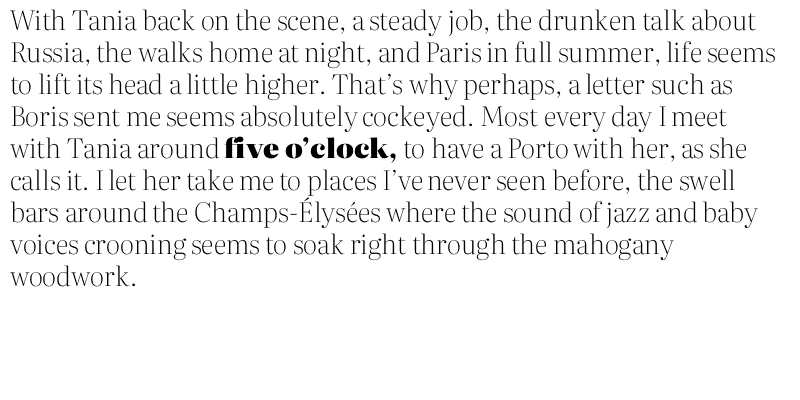 With Tania back on the scene, a steady job, the drunken talk about
Russia, the walks home at night, and Paris in full summer, life seems
to lift its head a little higher. That’s why perhaps, a letter such as
Boris sent me seems absolutely cockeyed. Most every day I meet
with Tania around five o’clock, to have a Porto with her, as she
calls it. I let her take me to places I’ve never seen before, the swell
bars around the Champs-Élysées where the sound of jazz and baby
voices crooning seems to soak right through the mahogany
woodwork.